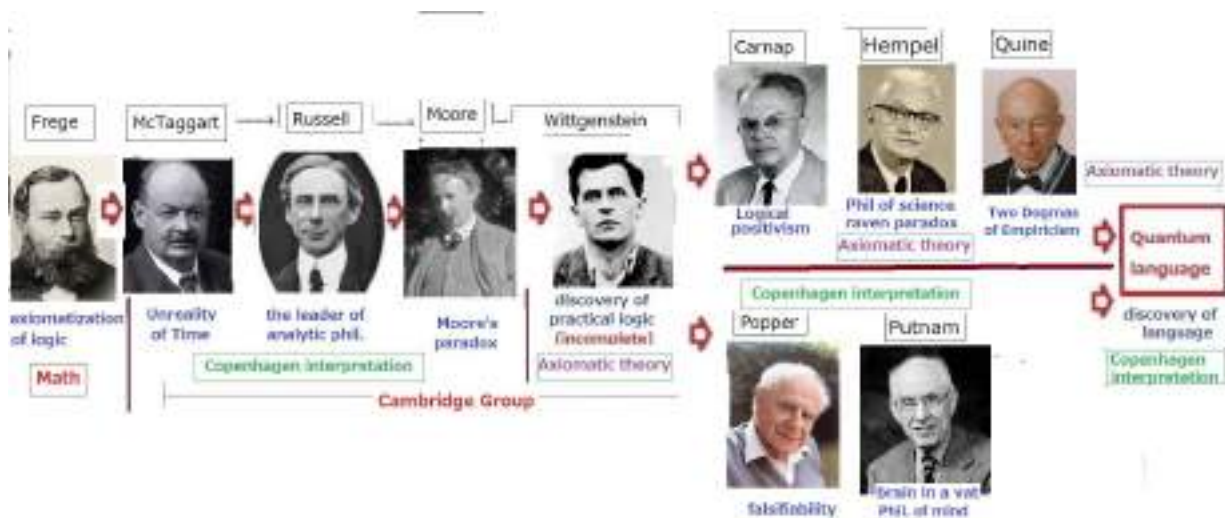 Carnap
Hempel
Quine
Frege
McTaggart
Russell
Moore
Wittgenstein
Axiomatic theory
Logical
positivism
Phil of science
raven paradox
Axiomatic theory
Two Dogmas
of Empiricism
Quantum
language
axiomatization
of logic
Unreality
of Time
the leader of
analytic phil.
Moore's
paradox
discovery of
practical logic
(incomplete)
Copenhagen interpretation
Popper
Putnam
discovery of
language
Math
Copenhagen interpretation
Axiomatic theory
Copenhagen
interpretation
Cambridge Group
falsifiability
brain in a vat
Phil of mind